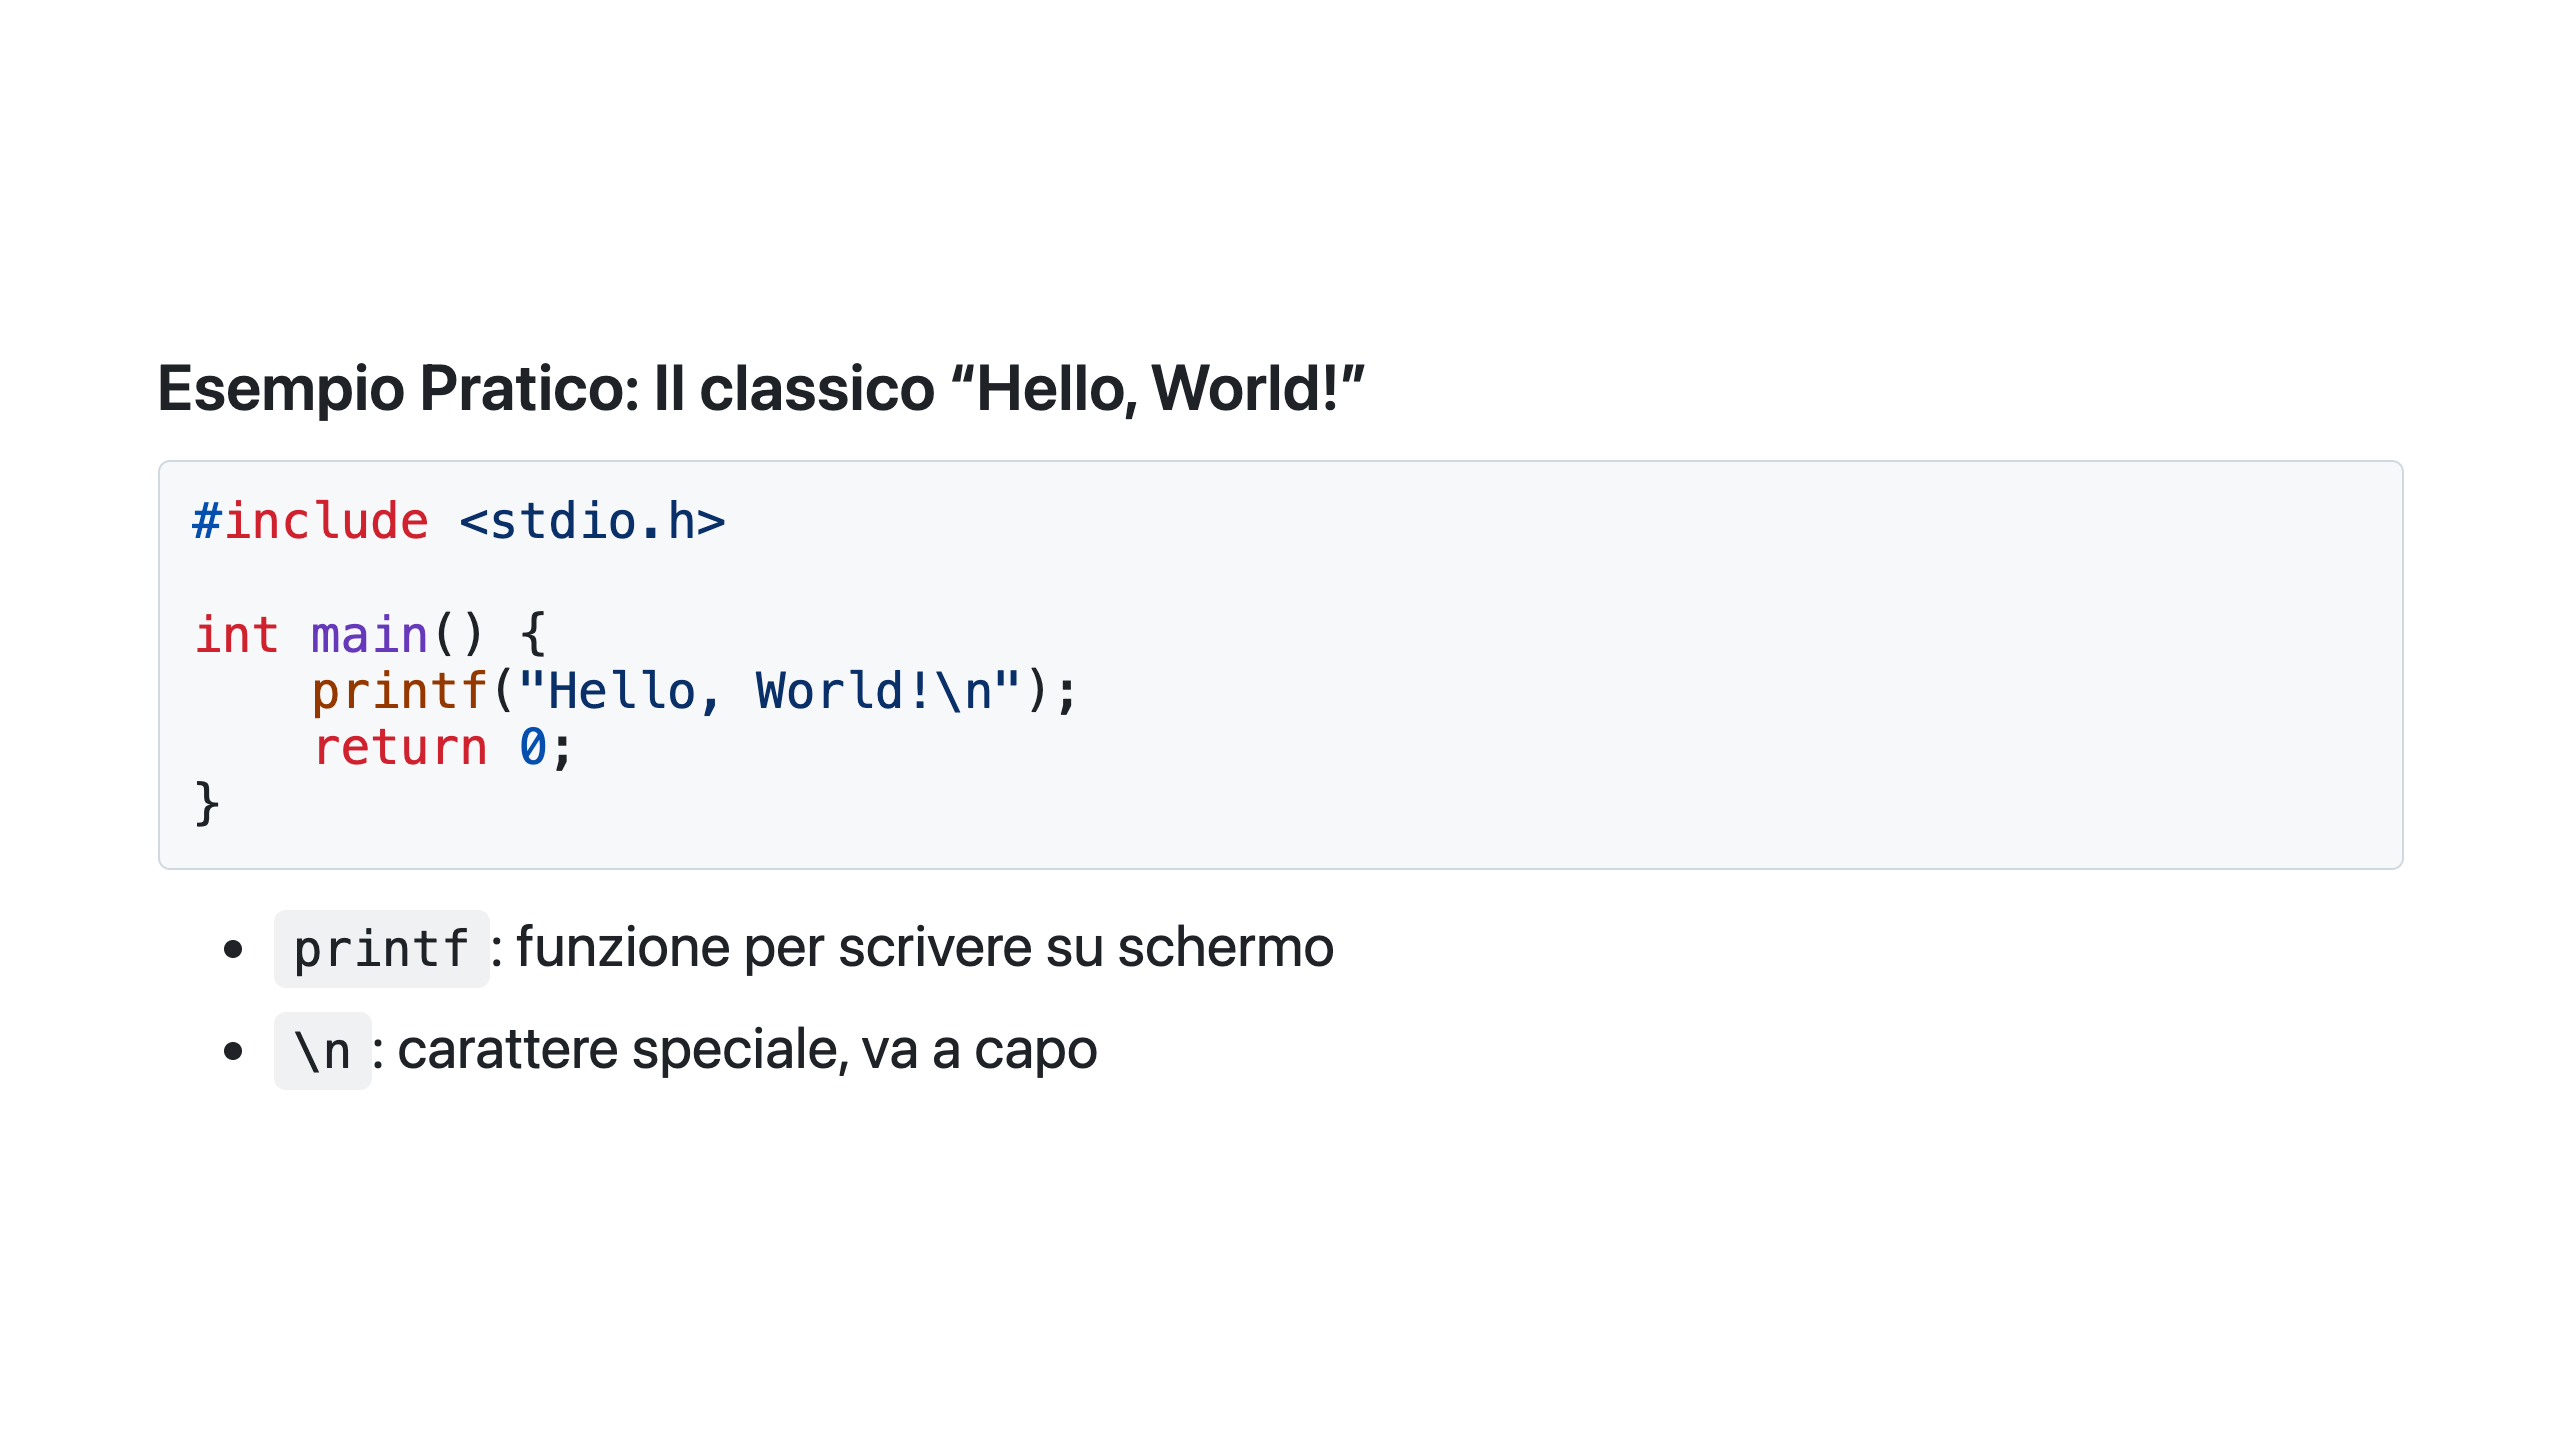 Esempio Pratico: Il classico “Hello, World!”
#include <stdio.h>
int main() {
    printf("Hello, World!\n");
    return 0;
}
• printf: funzione per scrivere su schermo
• \n: carattere speciale, va a capo